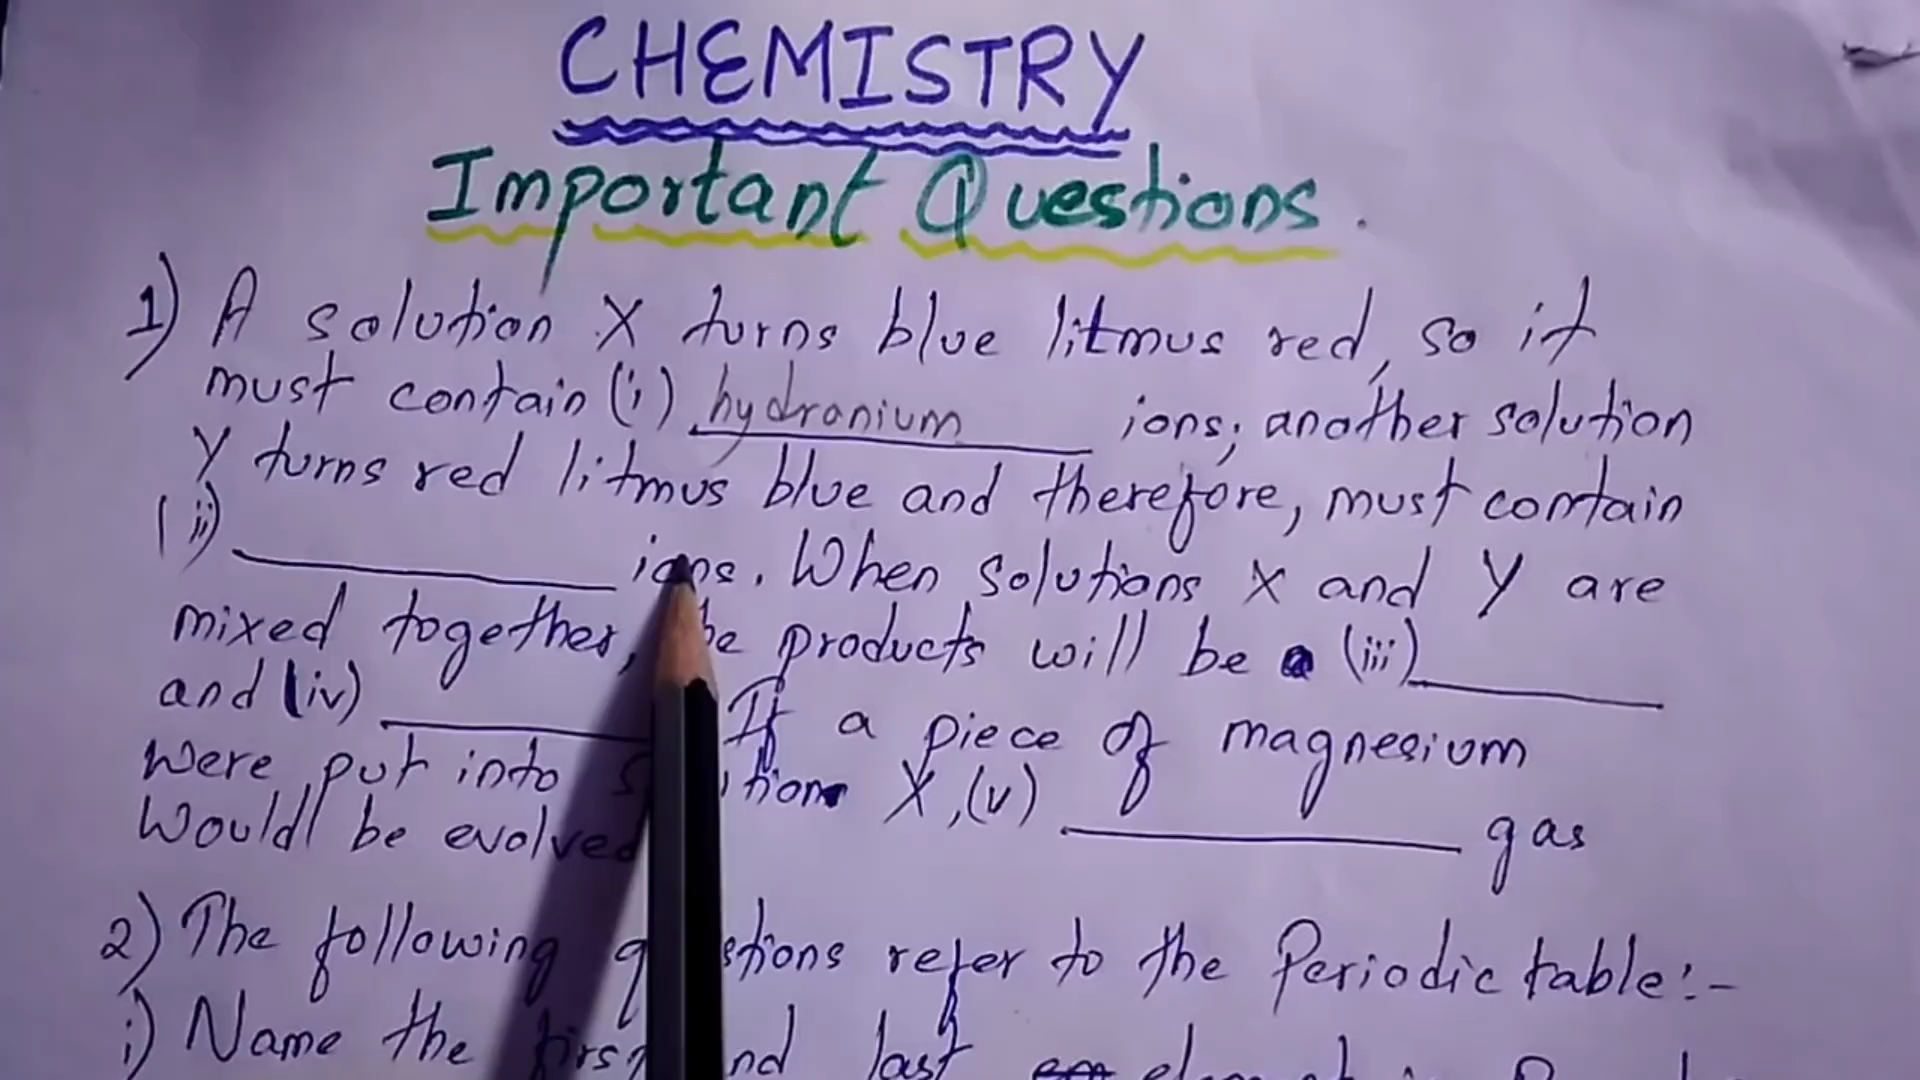 CHEMISTRY
Important Questions.
1) A solution X turns blue litmus red, so it
must contain (i) hydronium ions; another solution
Y turns red litmus blue and therefore, must contain
(ii) ions. When solutions X and Y are
mixed together, products will be (iii)
and (iv) If a piece of magnesium
were put into X, (v) gas
would be evolved
2) The following refer to the Periodic table:-
i) Name the last